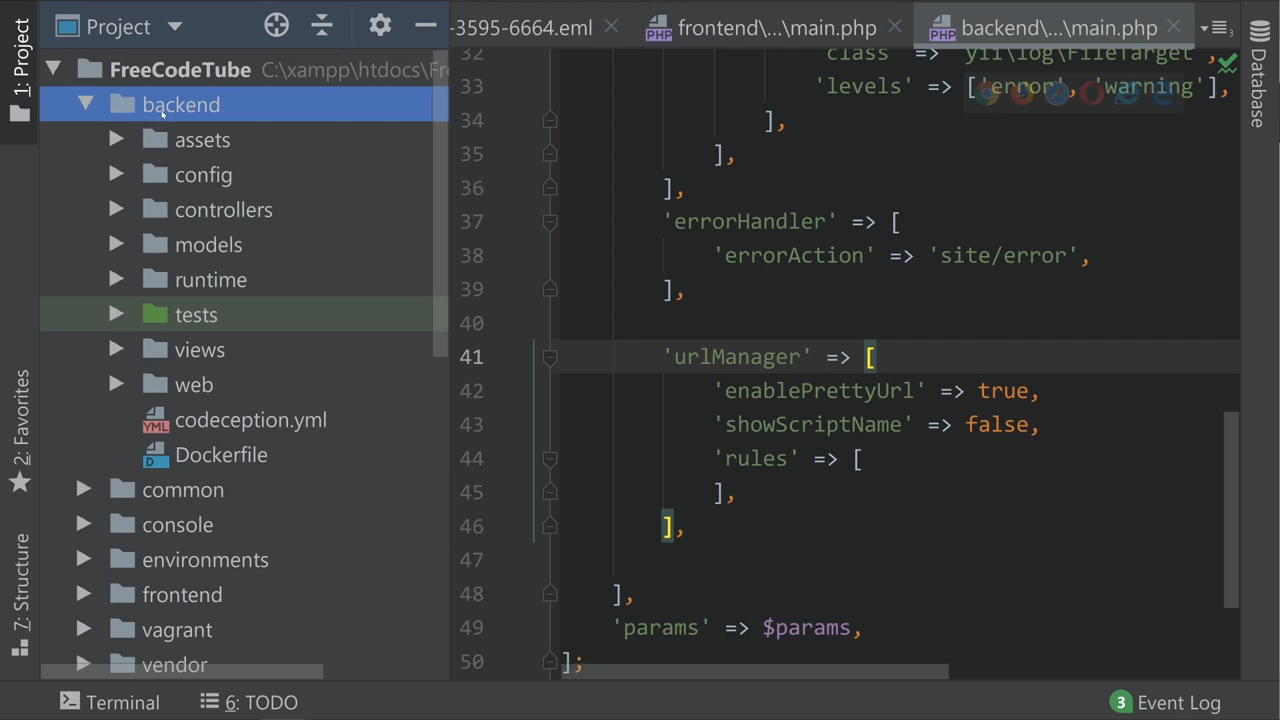 1: Project
2: Favorites
7: Structure
Project
FreeCodeTube C:\xampp\htdocs\Fr
backend
assets
config
controllers
models
runtime
tests
views
web
codeception.yml
Dockerfile
common
console
environments
frontend
vagrant
vendor
-3595-6664.eml
frontend\...\main.php
backend\...\main.php
32 'class' => 'yii\log\FileTarget',
33 'levels' => ['error', 'warning'],
34 ],
35 ],
36 ],
37 'errorHandler' => [
38 'errorAction' => 'site/error',
39 ],
40
41 'urlManager' => [
42 'enablePrettyUrl' => true,
43 'showScriptName' => false,
44 'rules' => [
45 ],
46 ],
47
48 ],
49 'params' => $params,
50 ];
Database
Terminal
6: TODO
3 Event Log